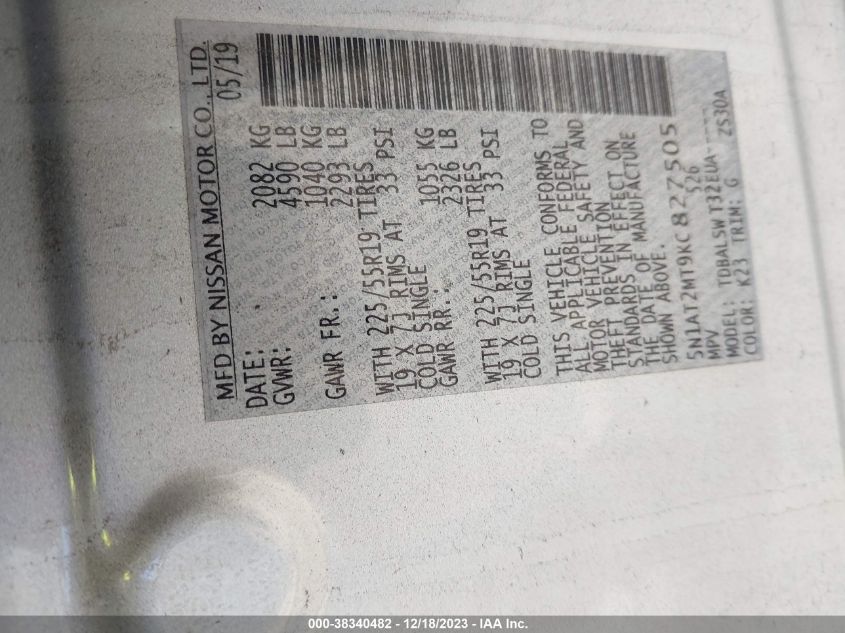 MFD BY NISSAN MOTOR CO., LTD.
DATE: 05/19
GVWR: 2082 KG
4590 LB
GAWR FR.: 1040 KG
2293 LB
WITH 225/55R19 TIRES
19 X 7J RIMS AT 33 PSI
COLD SINGLE
GAWR RR.: 1055 KG
2326 LB
WITH 225/55R19 TIRES
19 X 7J RIMS AT 33 PSI
COLD SINGLE
THIS VEHICLE CONFORMS TO
ALL APPLICABLE FEDERAL
MOTOR VEHICLE SAFETY AND
THEFT PREVENTION
STANDARDS IN EFFECT ON
THE DATE OF MANUFACTURE
SHOWN ABOVE.
5N1AT2MT9KC827505
MPV 526
MODEL: TDBALSWT32EUA-----
COLOR: K23 TRIM: G 2S30A
000-38340482 - 12/18/2023 - IAA Inc.